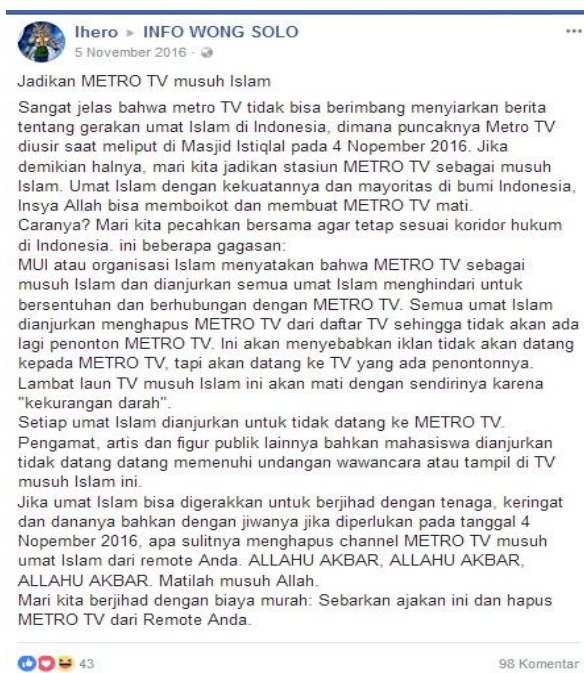 Ihero ▸ INFO WONG SOLO
5 November 2016 ·
Jadikan METRO TV musuh Islam
Sangat jelas bahwa metro TV tidak bisa berimbang menyiarkan berita
tentang gerakan umat Islam di Indonesia, dimana puncaknya Metro TV
diusir saat meliput di Masjid Istiqlal pada 4 Nopember 2016. Jika
demikian halnya, mari kita jadikan stasiun METRO TV sebagai musuh
Islam. Umat Islam dengan kekuatannya dan mayoritas di bumi Indonesia,
Insya Allah bisa memboikot dan membuat METRO TV mati.
Caranya? Mari kita pecahkan bersama agar tetap sesuai koridor hukum
di Indonesia. ini beberapa gagasan:
MUI atau organisasi Islam menyatakan bahwa METRO TV sebagai
musuh Islam dan dianjurkan semua umat Islam menghindari untuk
bersentuhan dan berhubungan dengan METRO TV. Semua umat Islam
dianjurkan menghapus METRO TV dari daftar TV sehingga tidak akan ada
lagi penonton METRO TV. Ini akan menyebabkan iklan tidak akan datang
kepada METRO TV, tapi akan datang ke TV yang ada penontonnya.
Lambat laun TV musuh Islam ini akan mati dengan sendirinya karena
"kekurangan darah".
Setiap umat Islam dianjurkan untuk tidak datang ke METRO TV.
Pengamat, artis dan figur publik lainnya bahkan mahasiswa dianjurkan
tidak datang datang memenuhi undangan wawancara atau tampil di TV
musuh Islam ini.
Jika umat Islam bisa digerakkan untuk berjihad dengan tenaga, keringat
dan dananya bahkan dengan jiwanya jika diperlukan pada tanggal 4
Nopember 2016, apa sulitnya menghapus channel METRO TV musuh
umat Islam dari remote Anda. ALLAHU AKBAR, ALLAHU AKBAR,
ALLAHU AKBAR. Matilah musuh Allah.
Mari kita berjihad dengan biaya murah: Sebarkan ajakan ini dan hapus
METRO TV dari Remote Anda.
43
98 Komentar